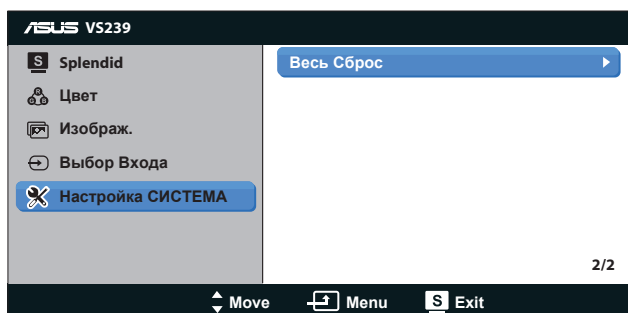 ASUS VS239
S Splendid
Цвет
Изображ.
Выбор Входа
Настройка СИСТЕМА
Весь Сброс
2/2
Move Menu S Exit